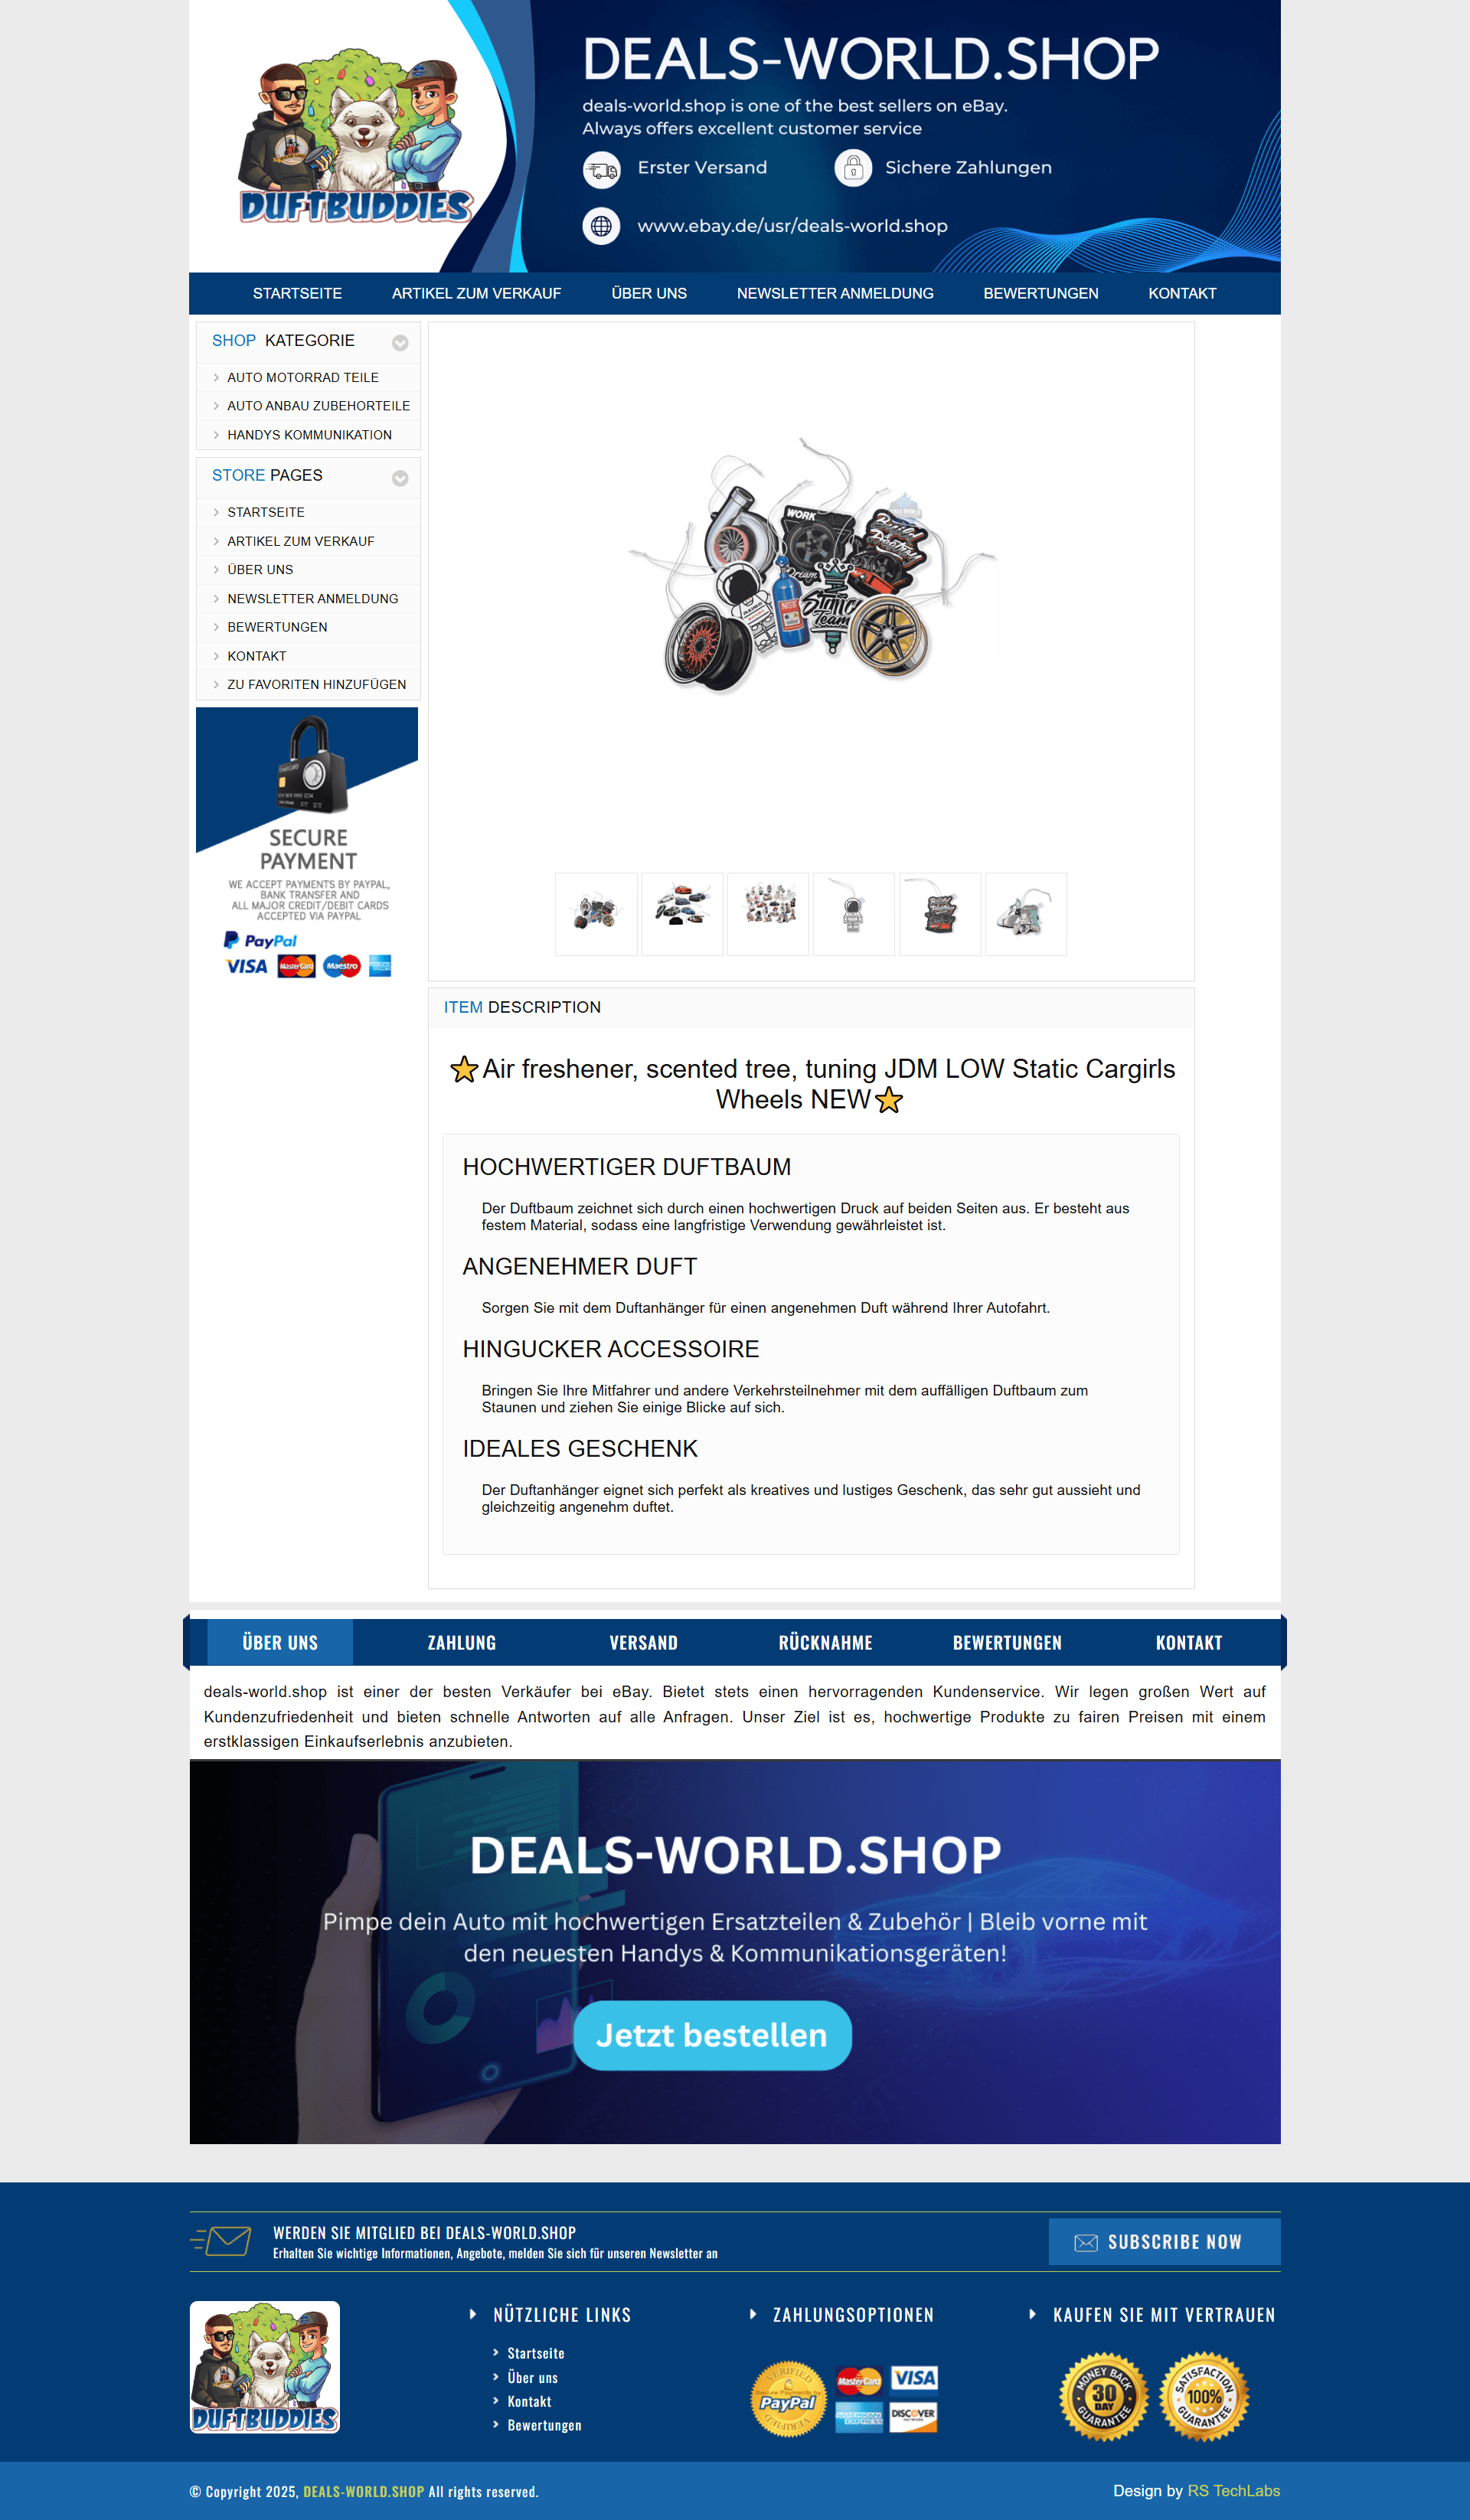 DUFTBUDDIES
DEALS-WORLD.SHOP
deals-world.shop is one of the best sellers on eBay.
Always offers excellent customer service
Erster Versand
Sichere Zahlungen
www.ebay.de/usr/deals-world.shop
STARTSEITE
ARTIKEL ZUM VERKAUF
ÜBER UNS
NEWSLETTER ANMELDUNG
BEWERTUNGEN
KONTAKT
SHOP KATEGORIE
AUTO MOTORRAD TEILE
AUTO ANBAU ZUBEHORTEILE
HANDYS KOMMUNIKATION
STORE PAGES
STARTSEITE
ARTIKEL ZUM VERKAUF
ÜBER UNS
NEWSLETTER ANMELDUNG
BEWERTUNGEN
KONTAKT
ZU FAVORITEN HINZUFÜGEN
SECURE
PAYMENT
WE ACCEPT PAYMENTS BY PAYPAL,
BANK TRANSFER AND
ALL MAJOR CREDIT/DEBIT CARDS
ACCEPTED VIA PAYPAL
PayPal
VISA MasterCard Maestro
WORK
Dream
Static
Team
ITEM DESCRIPTION
Air freshener, scented tree, tuning JDM LOW Static Cargirls
Wheels NEW
HOCHWERTIGER DUFTBAUM
Der Duftbaum zeichnet sich durch einen hochwertigen Druck auf beiden Seiten aus. Er besteht aus
festem Material, sodass eine langfristige Verwendung gewährleistet ist.
ANGENEHMER DUFT
Sorgen Sie mit dem Duftanhänger für einen angenehmen Duft während Ihrer Autofahrt.
HINGUCKER ACCESSOIRE
Bringen Sie Ihre Mitfahrer und andere Verkehrsteilnehmer mit dem auffälligen Duftbaum zum
Staunen und ziehen Sie einige Blicke auf sich.
IDEALES GESCHENK
Der Duftanhänger eignet sich perfekt als kreatives und lustiges Geschenk, das sehr gut aussieht und
gleichzeitig angenehm duftet.
ÜBER UNS
ZAHLUNG
VERSAND
RÜCKNAHME
BEWERTUNGEN
KONTAKT
deals-world.shop ist einer der besten Verkäufer bei eBay. Bietet stets einen hervorragenden Kundenservice. Wir legen großen Wert auf
Kundenzufriedenheit und bieten schnelle Antworten auf alle Anfragen. Unser Ziel ist es, hochwertige Produkte zu fairen Preisen mit einem
erstklassigen Einkaufserlebnis anzubieten.
DEALS-WORLD.SHOP
Pimpe dein Auto mit hochwertigen Ersatzteilen & Zubehör | Bleib vorne mit
den neuesten Handys & Kommunikationsgeräten!
Jetzt bestellen
WERDEN SIE MITGLIED BEI DEALS-WORLD.SHOP
Erhalten Sie wichtige Informationen, Angebote, melden Sie sich für unseren Newsletter an
SUBSCRIBE NOW
DUFTBUDDIES
NÜTZLICHE LINKS
Startseite
Über uns
Kontakt
Bewertungen
ZAHLUNGSOPTIONEN
VERIFIED
PayPal
VERIFIED
MasterCard VISA
AMERICAN EXPRESS DISCOVER
KAUFEN SIE MIT VERTRAUEN
MONEY BACK
30
DAY
GUARANTEE
SATISFACTION
100%
GUARANTEE
© Copyright 2025, DEALS-WORLD.SHOP All rights reserved.
Design by RS TechLabs